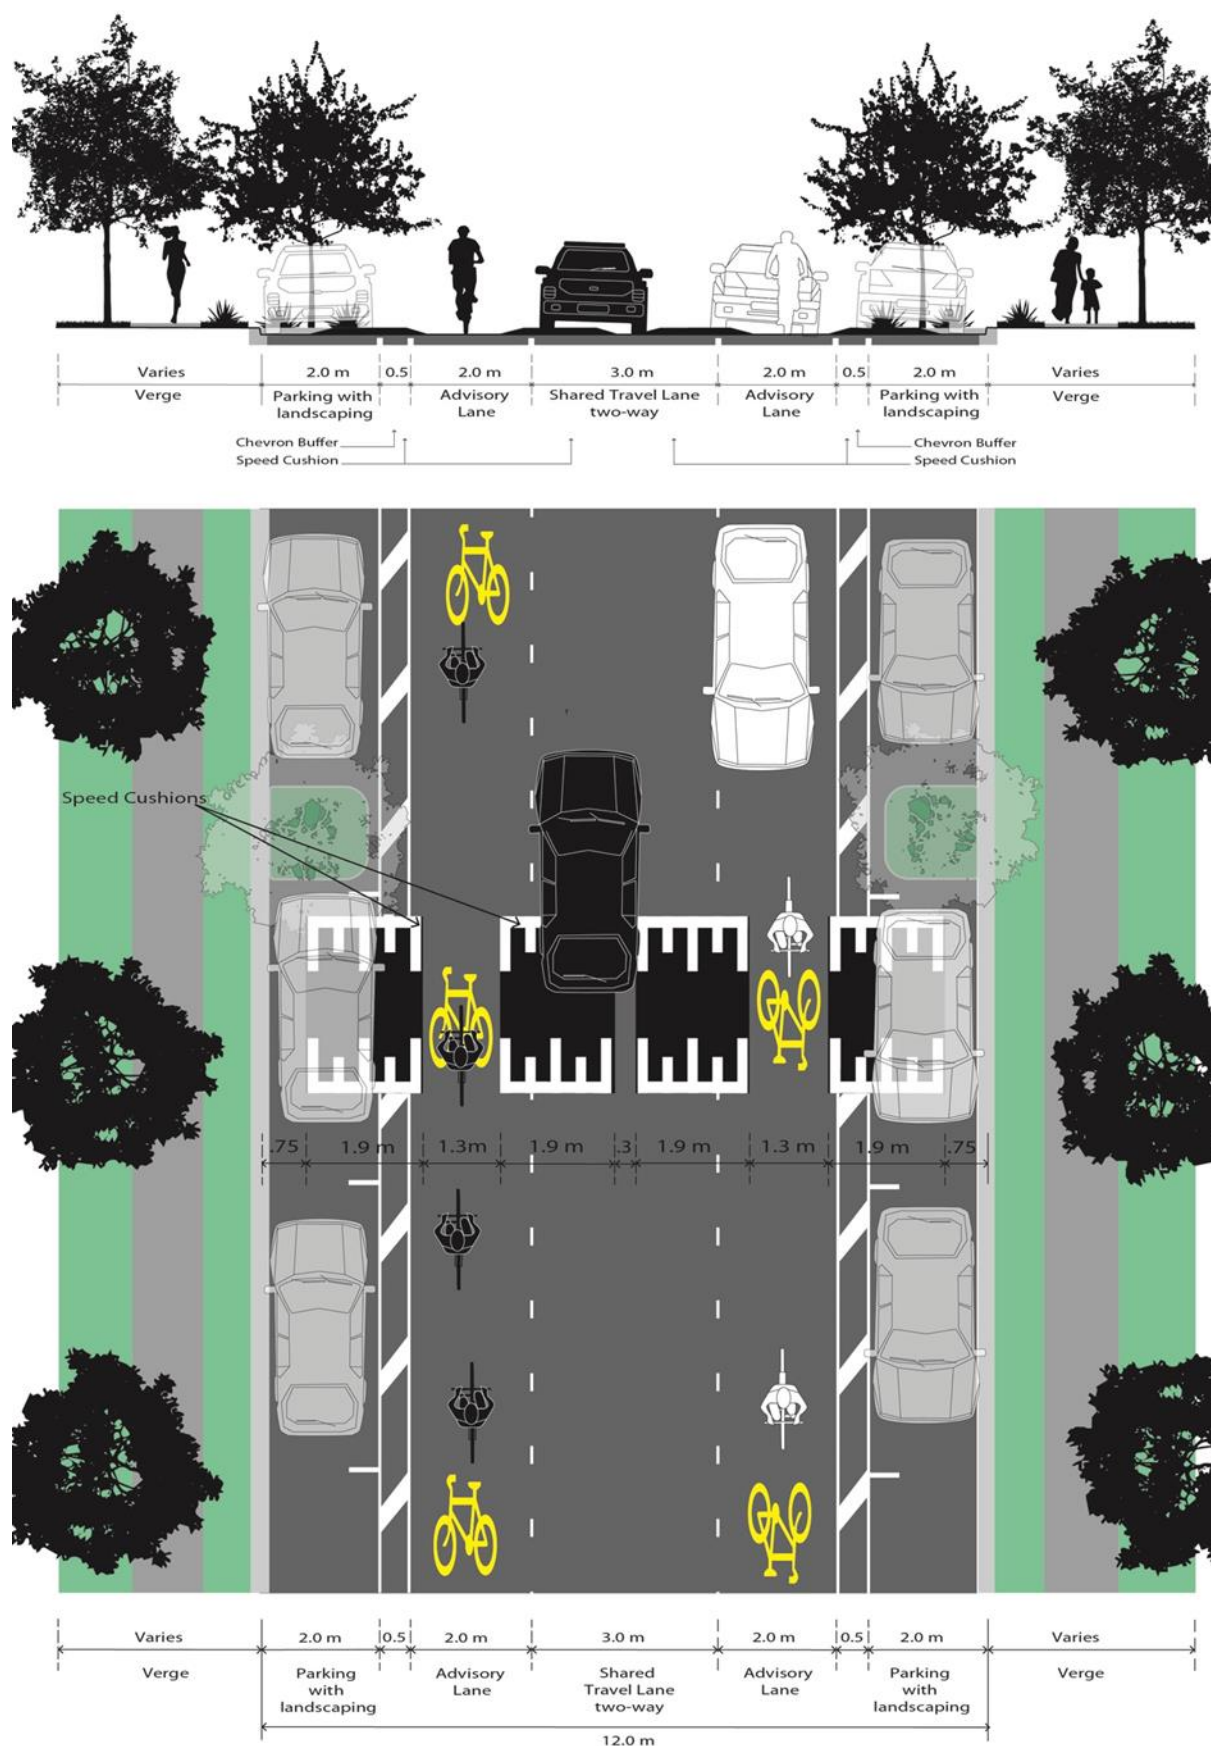 Varies 2.0 m 0.5 2.0 m 3.0 m 2.0 m 0.5 2.0 m Varies
Verge Parking with Advisory Shared Travel Lane Advisory Parking with Verge
landscaping Lane two-way Lane landscaping
Chevron Buffer Chevron Buffer
Speed Cushion Speed Cushion
Speed Cushions
.75 1.9 m 1.3m 1.9 m .3 1.9 m 1.3 m 1.9 m .75
Varies 2.0 m 0.5 2.0 m 3.0 m 2.0 m 0.5 2.0 m Varies
Verge Parking Advisory Shared Advisory Parking Verge
with Lane Travel Lane Lane with
landscaping two-way landscaping
12.0 m